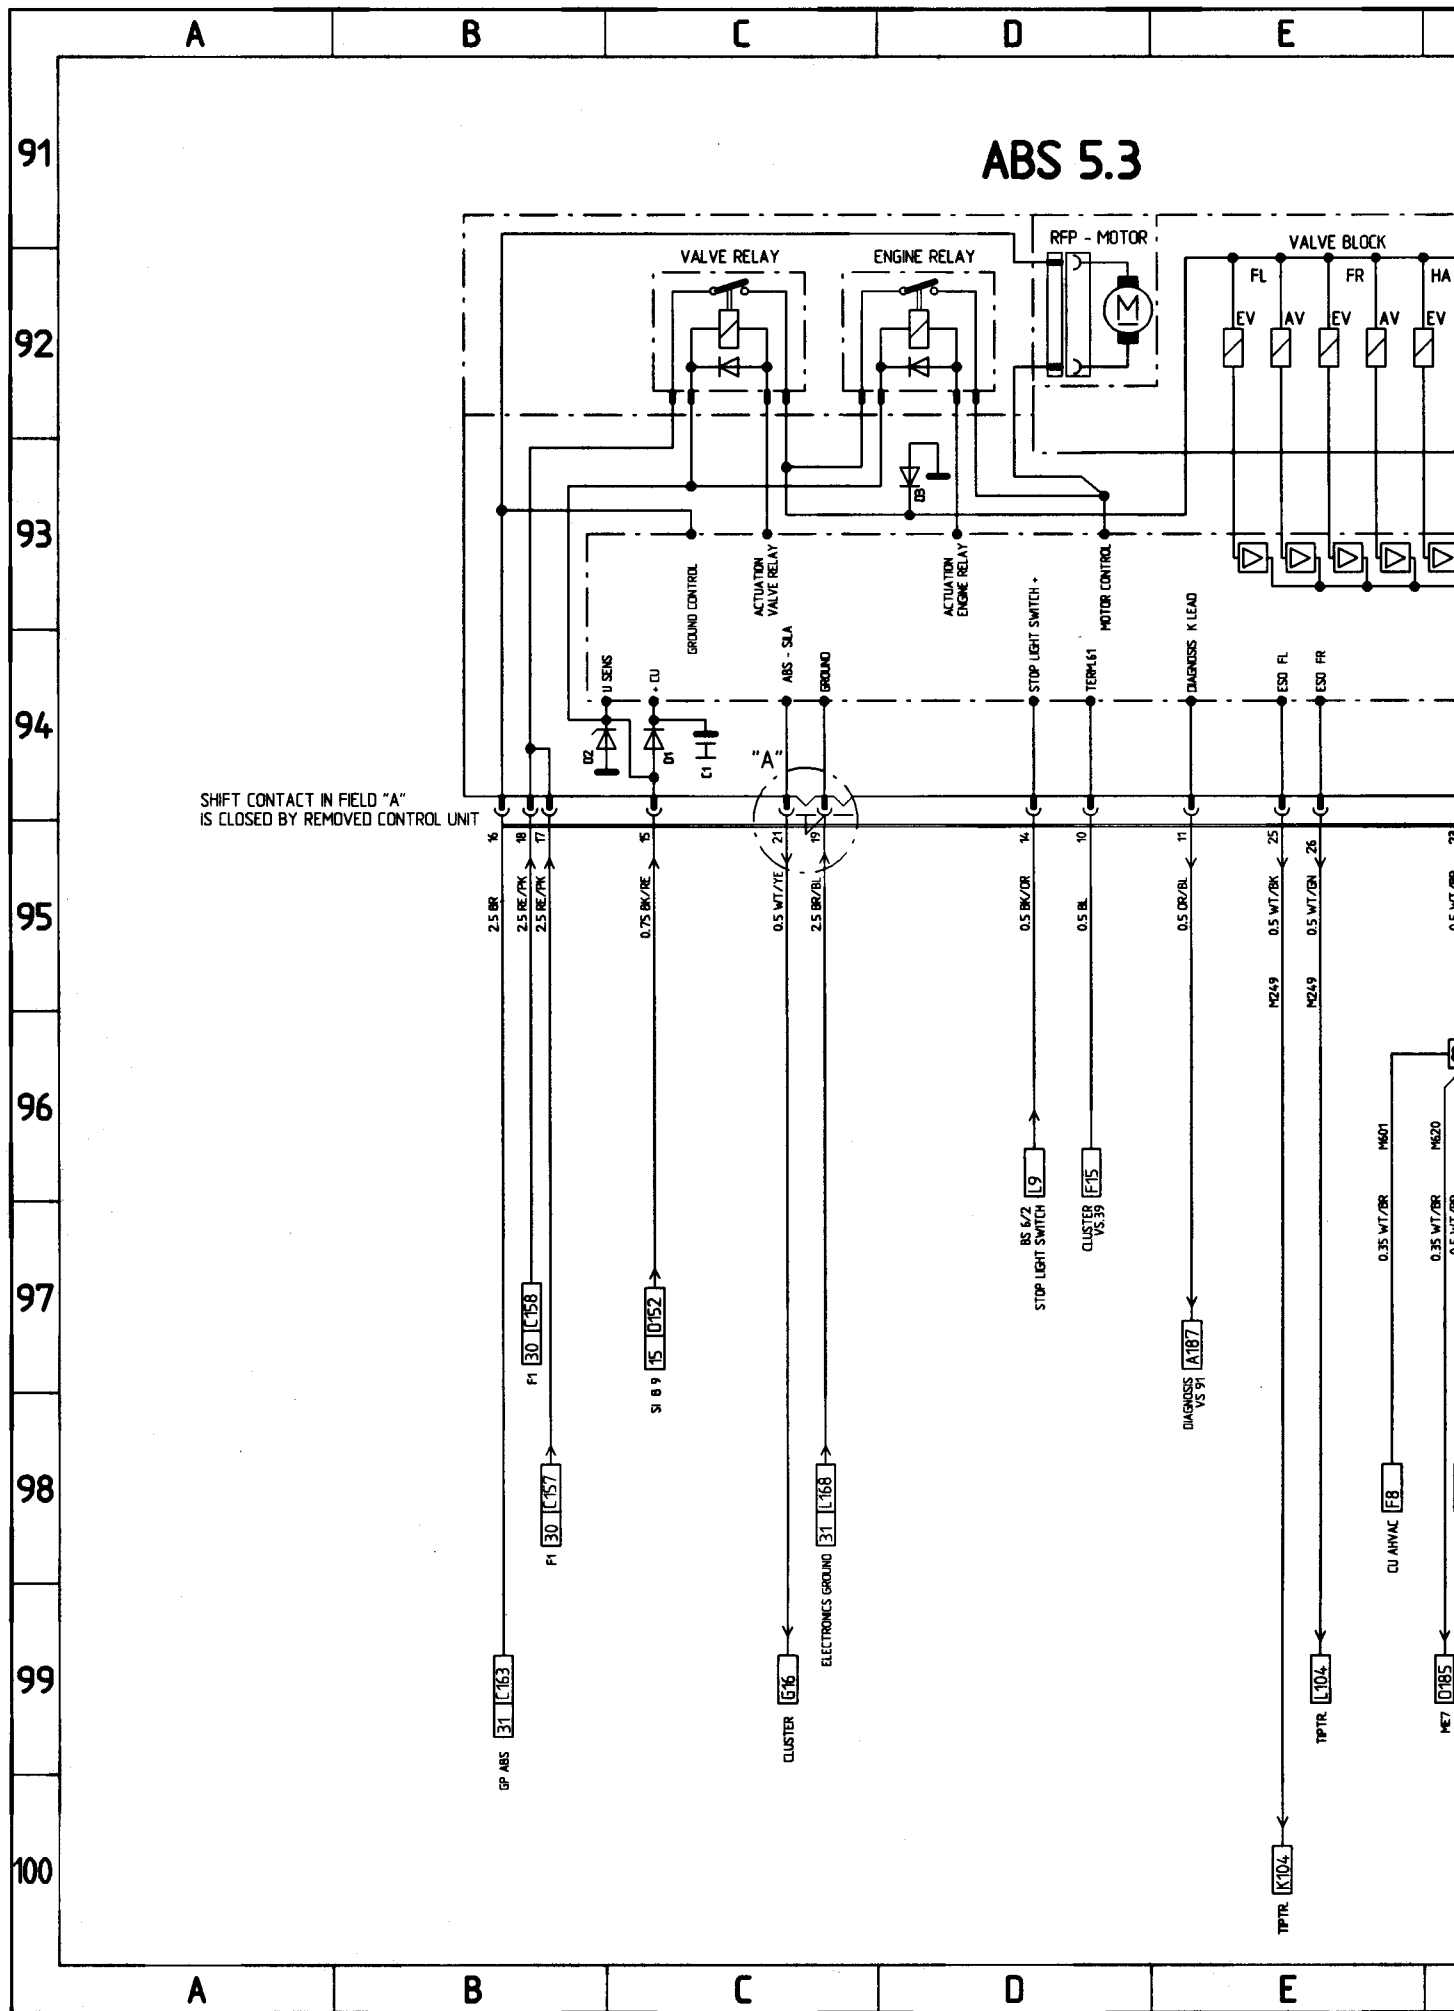 A B C D E
91
ABS 5.3
RFP - MOTOR
VALVE BLOCK
VALVE RELAY
ENGINE RELAY
FL FR HA
M
92
EV AV EV AV EV
D3
93
GROUND CONTROL
ACTUATION
VALVE RELAY
ACTUATION
ENGINE RELAY
MOTOR CONTROL
U SENS
+ CU
ABS - SILA
GROUND
STOP LIGHT SWITCH +
TERM.61
DIAGNOSIS K LEAD
ESO FL
ESO FR
94
D2
D1
C1
"A"
SHIFT CONTACT IN FIELD "A"
IS CLOSED BY REMOVED CONTROL UNIT
16 18 17 15 21 19 14 10 11 25 26
95
2.5 BR
2.5 RE/PK
2.5 RE/PK
0.75 BK/RE
0.5 WT/YE
2.5 BR/BL
0.5 BK/OR
0.5 BL
0.5 OR/BL
0.5 WT/BK
0.5 WT/GN
M249
M249
96
M601
M620
L9
BS 6/2
STOP LIGHT SWITCH
F15
CLUSTER
VS.39
0.35 WT/BR
0.35 WT/BR
97
30 C158
F1
15 D152
SI B 9
A187
DIAGNOSIS
VS 91
98
30 C157
F1
31 L168
ELECTRONICS GROUND
F8
CU AHVAC
99
31 C163
GP ABS
G16
CLUSTER
L104
TIPTR.
D185
ME7
100
K104
TIPTR.
A B C D E